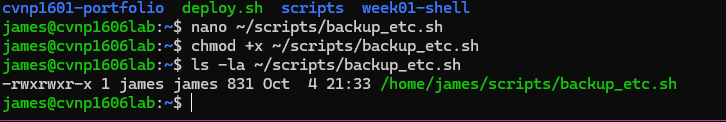 cvnp1601-portfolio deploy.sh scripts week01-shell
james@cvnp1606lab:~$ nano ~/scripts/backup_etc.sh
james@cvnp1606lab:~$ chmod +x ~/scripts/backup_etc.sh
james@cvnp1606lab:~$ ls -la ~/scripts/backup_etc.sh
-rwxrwxr-x 1 james james 831 Oct  4 21:33 /home/james/scripts/backup_etc.sh
james@cvnp1606lab:~$